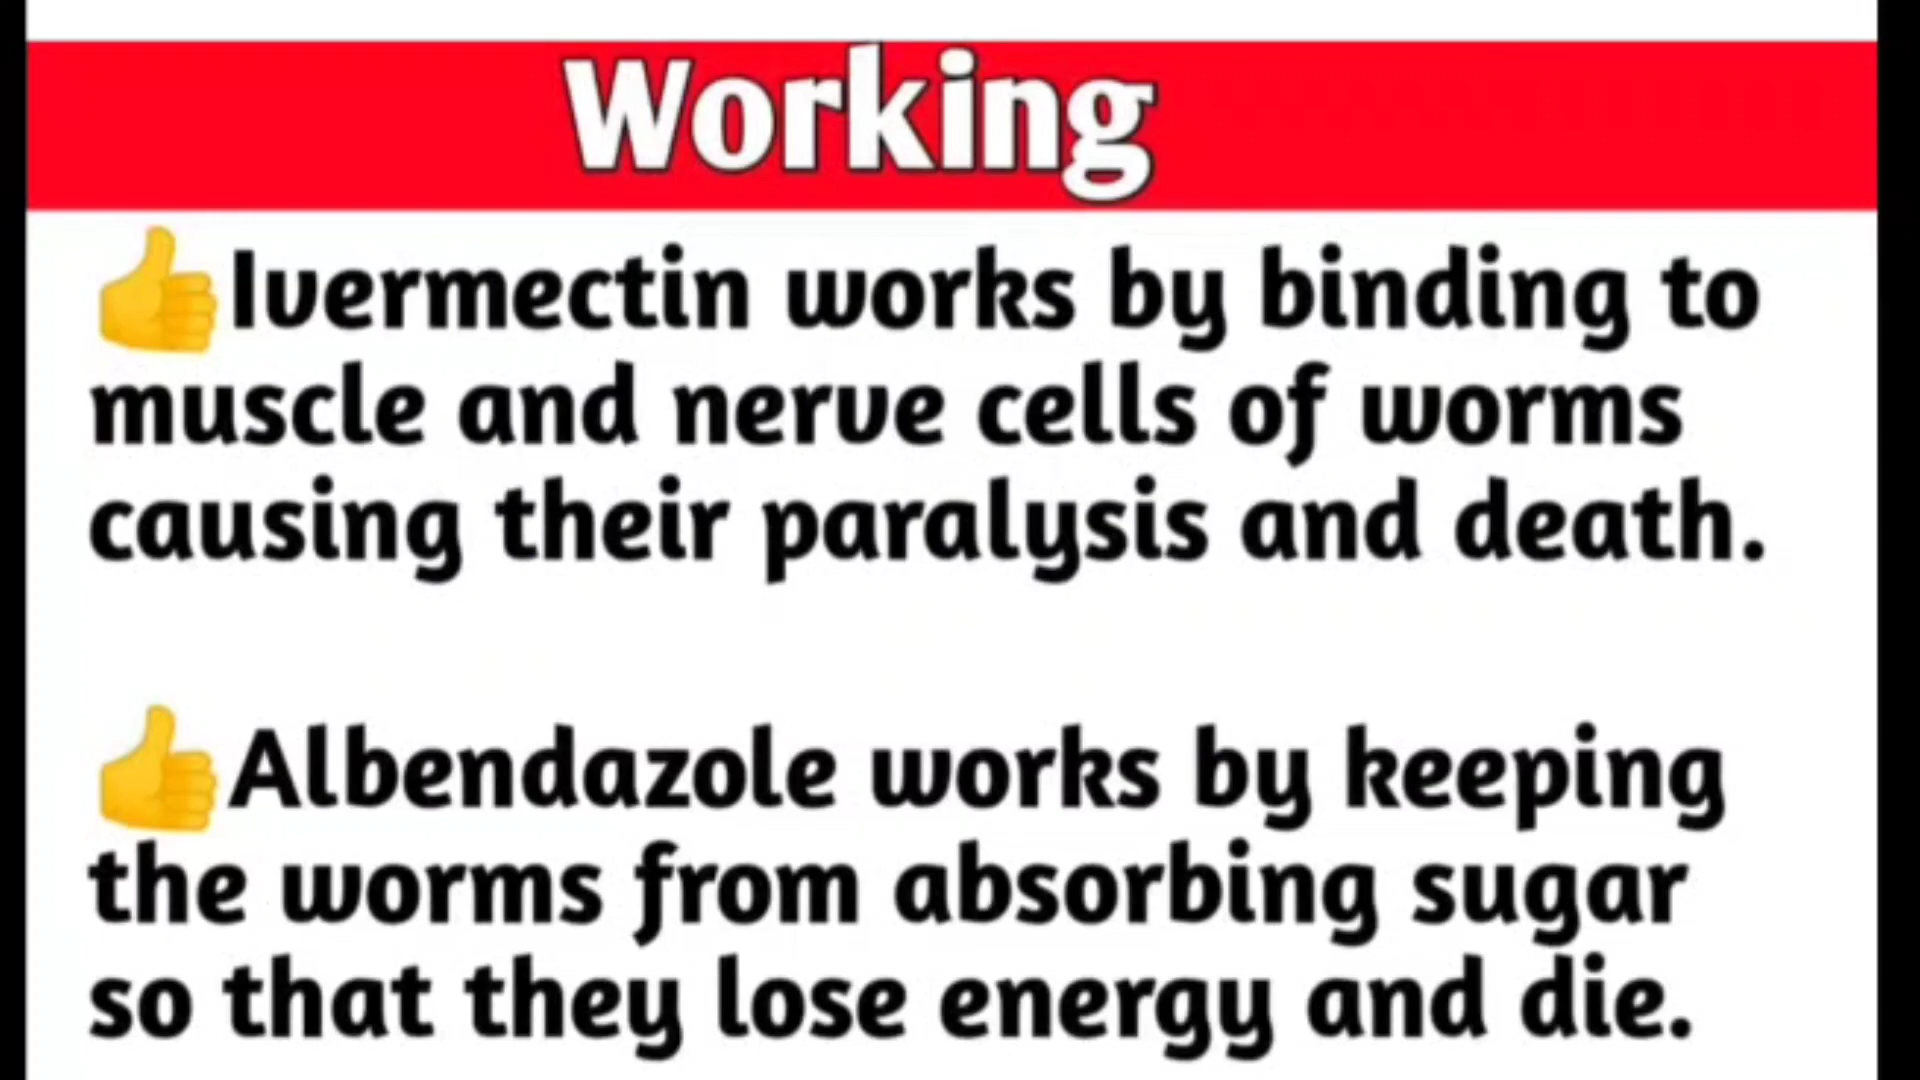 Working
👍Ivermectin works by binding to
muscle and nerve cells of worms
causing their paralysis and death.
👍Albendazole works by keeping
the worms from absorbing sugar
so that they lose energy and die.